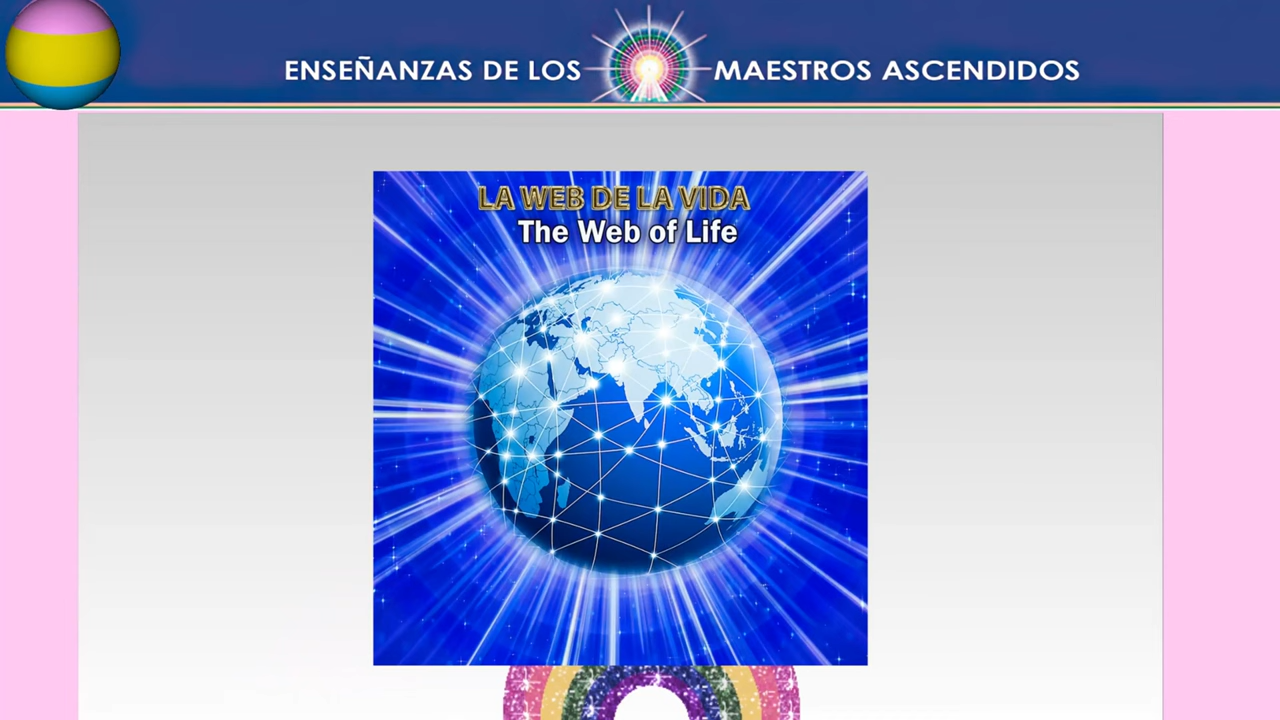 ENSEÑANZAS DE LOS MAESTROS ASCENDIDOS
LA WEB DE LA VIDA
The Web of Life